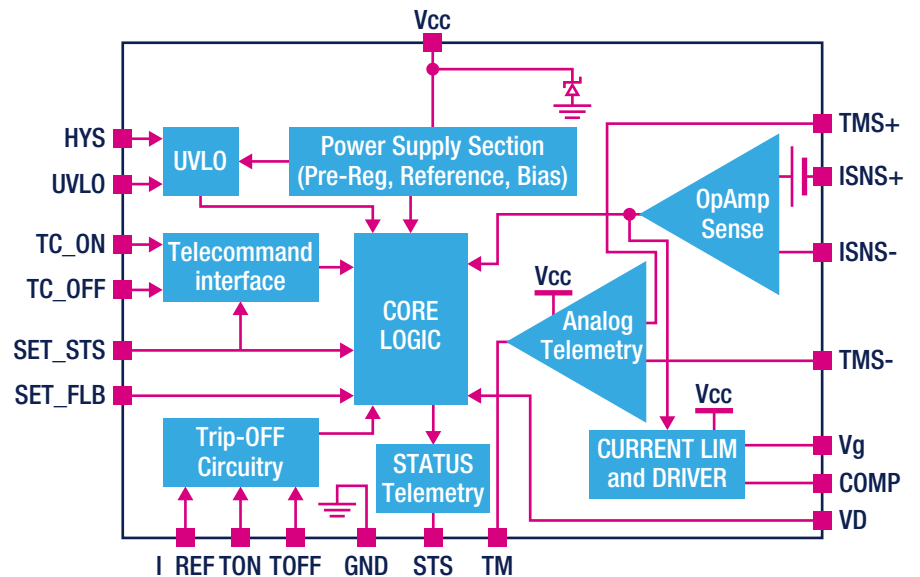 Vcc
HYS
UVLO
TC_ON
TC_OFF
SET_STS
SET_FLB
UVLO
Power Supply Section
(Pre-Reg, Reference, Bias)
Telecommand
interface
CORE
LOGIC
Trip-OFF
Circuitry
STATUS
Telemetry
Vcc
Analog
Telemetry
OpAmp
Sense
Vcc
CURRENT LIM
and DRIVER
TMS+
ISNS+
ISNS-
TMS-
Vg
COMP
VD
I REF TON TOFF GND STS TM